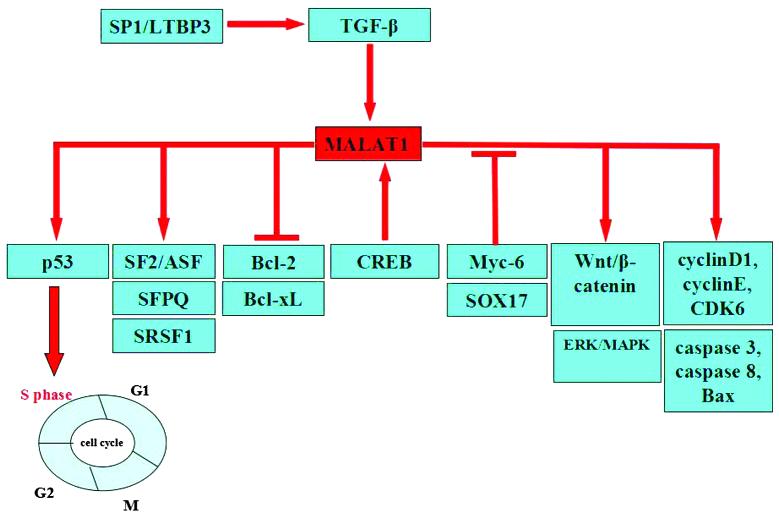 SP1/LTBP3
TGF-β
MALAT1
p53
SF2/ASF
SFPQ
SRSF1
Bcl-2
Bcl-xL
CREB
Myc-6
SOX17
Wnt/β-
catenin
ERK/MAPK
cyclinD1,
cyclinE,
CDK6
caspase 3,
caspase 8,
Bax
S phase
G1
cell cycle
G2
M